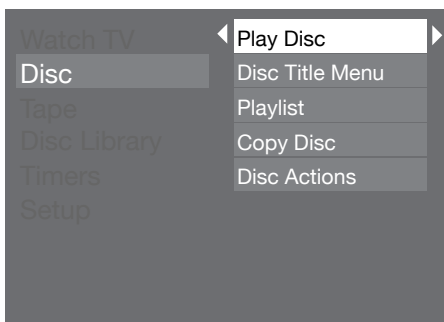 Watch TV
Disc
Tape
Disc Library
Timers
Setup
Play Disc
Disc Title Menu
Playlist
Copy Disc
Disc Actions